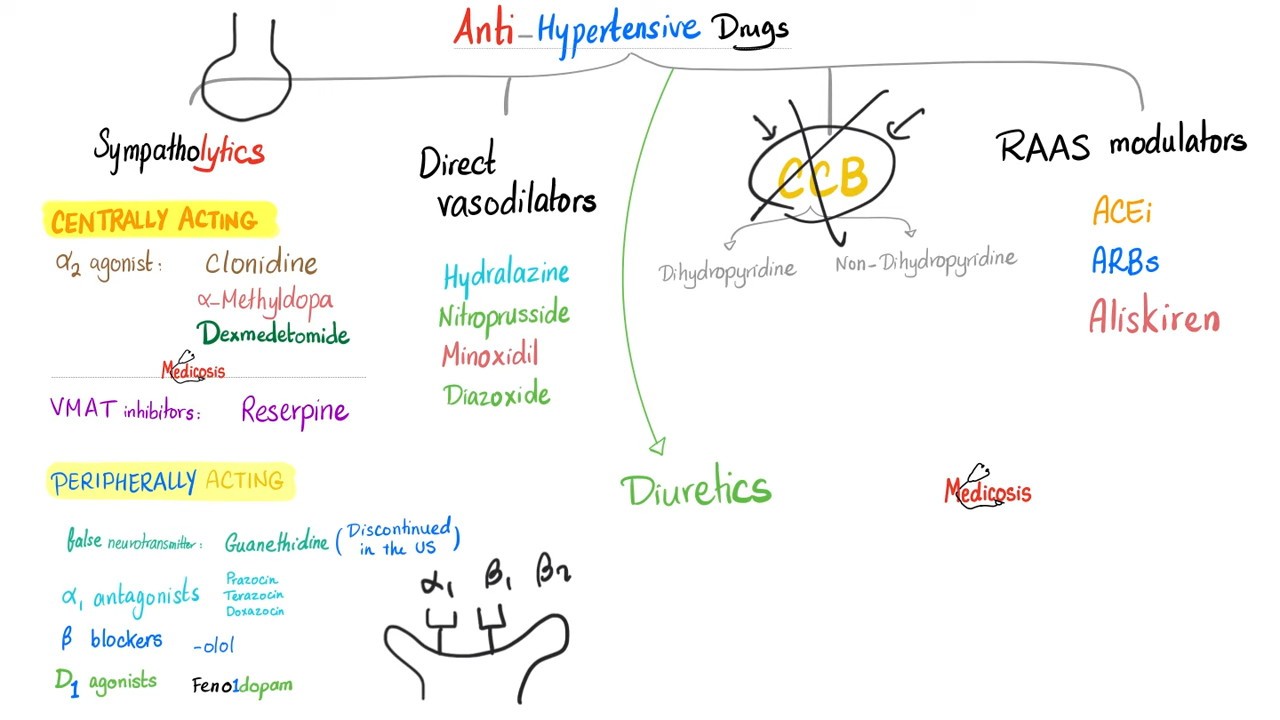 Anti-Hypertensive Drugs
Sympatholytics
CENTRALLY ACTING
α2 agonist: Clonidine
α-Methyldopa
Dexmedetomide
Medicosis
VMAT inhibitors: Reserpine
PERIPHERALLY ACTING
false neurotransmitter: Guanethidine (Discontinued
in the US)
α1 antagonists
Prazocin
Terazocin
Doxazocin
β blockers -olol
D1 agonists Feno1dopam
α1 β1 β2
Direct
vasodilators
Hydralazine
Nitroprusside
Minoxidil
Diazoxide
Diuretics
CCB
Dihydropyridine
Non-Dihydropyridine
RAAS modulators
ACEi
ARBs
Aliskiren
Medicosis